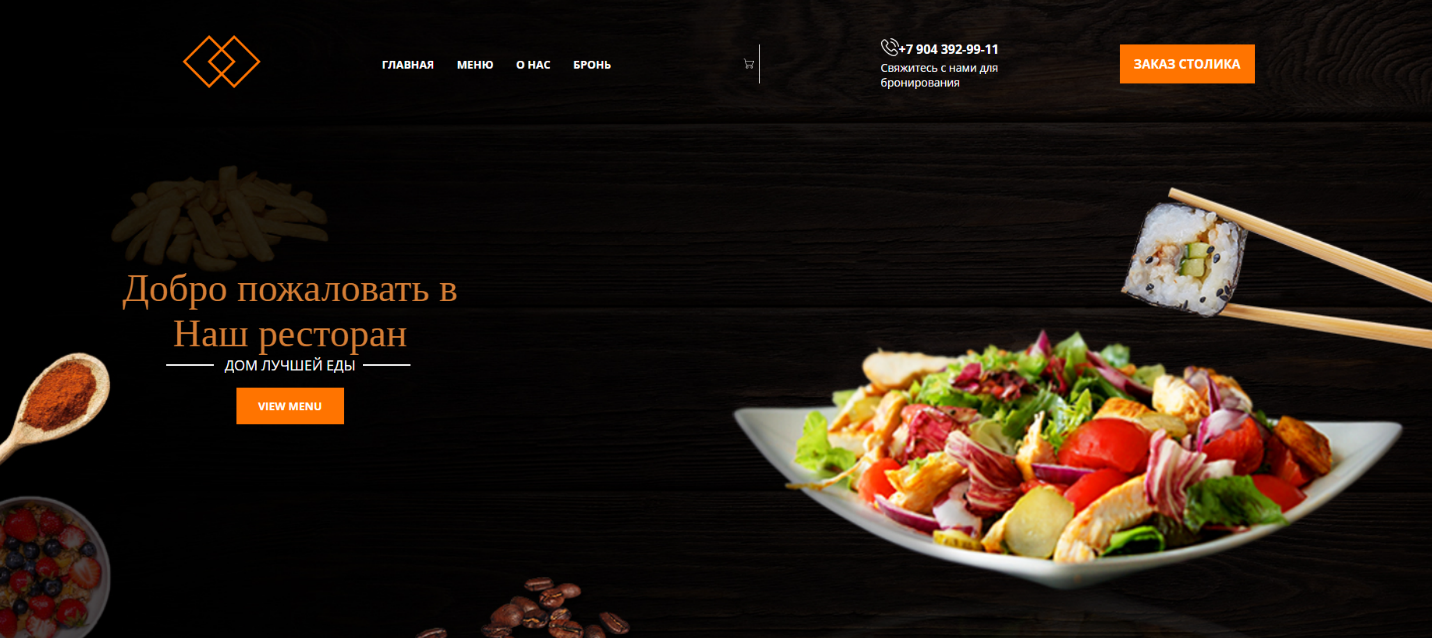 ГЛАВНАЯ МЕНЮ О НАС БРОНЬ
+7 904 392-99-11
Свяжитесь с нами для
бронирования
ЗАКАЗ СТОЛИКА
Добро пожаловать в
Наш ресторан
ДОМ ЛУЧШЕЙ ЕДЫ
VIEW MENU